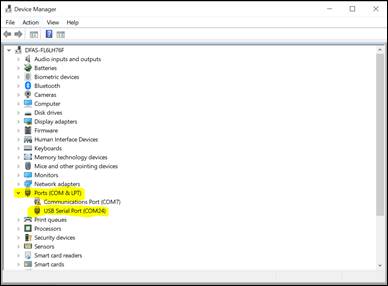 Device Manager
File Action View Help
DFAS-FL6LH76F
Audio inputs and outputs
Batteries
Biometric devices
Bluetooth
Cameras
Computer
Disk drives
Display adapters
Firmware
Human Interface Devices
Keyboards
Memory technology devices
Mice and other pointing devices
Monitors
Network adapters
Ports (COM & LPT)
Communications Port (COM7)
USB Serial Port (COM24)
Print queues
Processors
Security devices
Sensors
Smart card readers
Smart cards